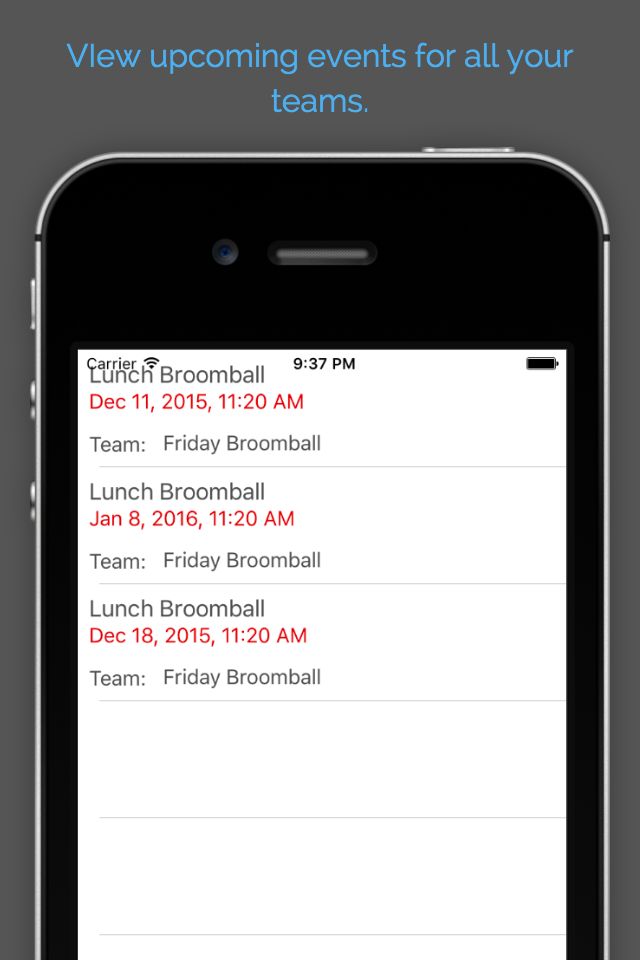 VIew upcoming events for all your
teams.
Carrier 9:37 PM
Lunch Broomball
Dec 11, 2015, 11:20 AM
Team: Friday Broomball
Lunch Broomball
Jan 8, 2016, 11:20 AM
Team: Friday Broomball
Lunch Broomball
Dec 18, 2015, 11:20 AM
Team: Friday Broomball